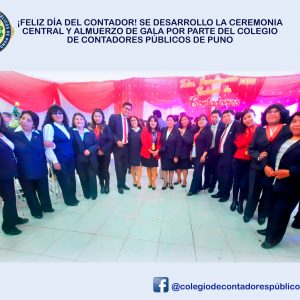 ¡FELIZ DÍA DEL CONTADOR! SE DESARROLLO LA CEREMONIA
CENTRAL Y ALMUERZO DE GALA POR PARTE DEL COLEGIO
DE CONTADORES PÚBLICOS DE PUNO
Contadores
@colegiodecontadorespúblico